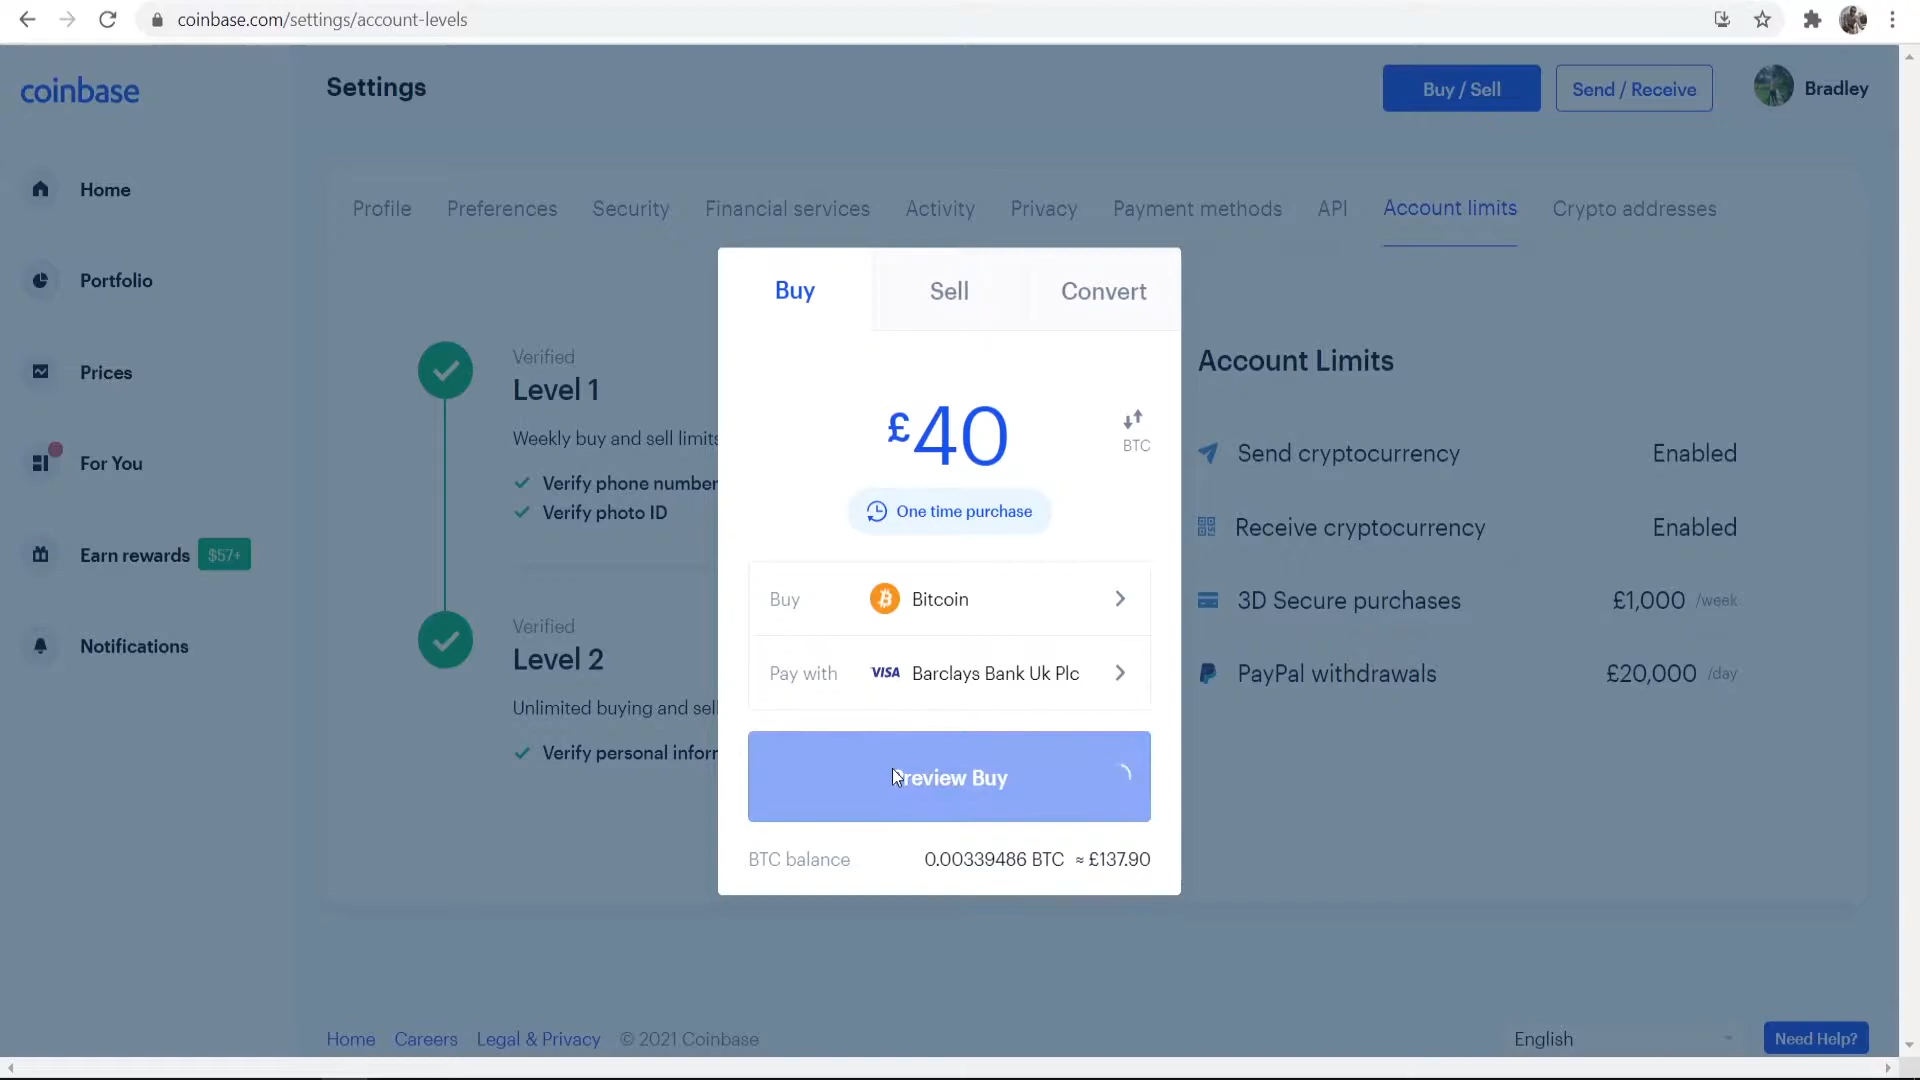 coinbase.com/settings/account-levels
coinbase
Settings
Buy / Sell
Send / Receive
Bradley
Home
Portfolio
Prices
For You
Earn rewards $57+
Notifications
Profile Preferences Security Financial services Activity Privacy Payment methods API Account limits Crypto addresses
Verified
Level 1
Weekly buy and sell limits
Verify phone number
Verify photo ID
Verified
Level 2
Unlimited buying and sell
Verify personal
Buy Sell Convert
£40
BTC
One time purchase
Buy Bitcoin
Pay with VISA Barclays Bank Uk Plc
Preview Buy
BTC balance 0.00339486 BTC ≈ £137.90
Account Limits
Send cryptocurrency Enabled
Receive cryptocurrency Enabled
3D Secure purchases £1,000 /week
PayPal withdrawals £20,000 /day
Home Careers Legal & Privacy © 2021 Coinbase
English
Need Help?